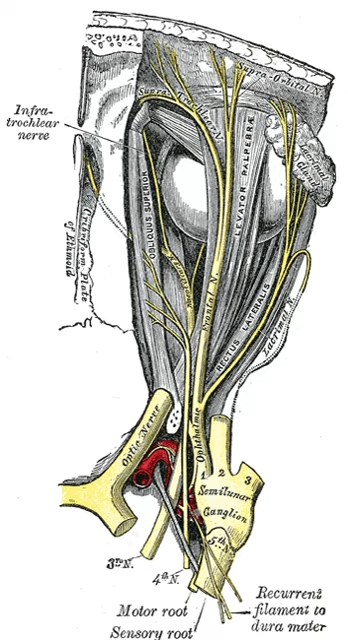 Supra-Orbital N.
Supra Trochlear N.
Infra-
trochlear
nerve
Lacrimal
Gland
LEVATOR PALPEBRÆ
OBLIQUUS SUPERIOR
Cribriform Plate
of Ethmoid
Nasociliary
Frontal N.
RECTUS LATERALIS
Lacrimal N.
Optic Nerve
Ophthalmic
1 2 3
Semilunar
Ganglion
5th N.
3rd N.
4th N.
Motor root
Sensory root
Recurrent
filament to
dura mater